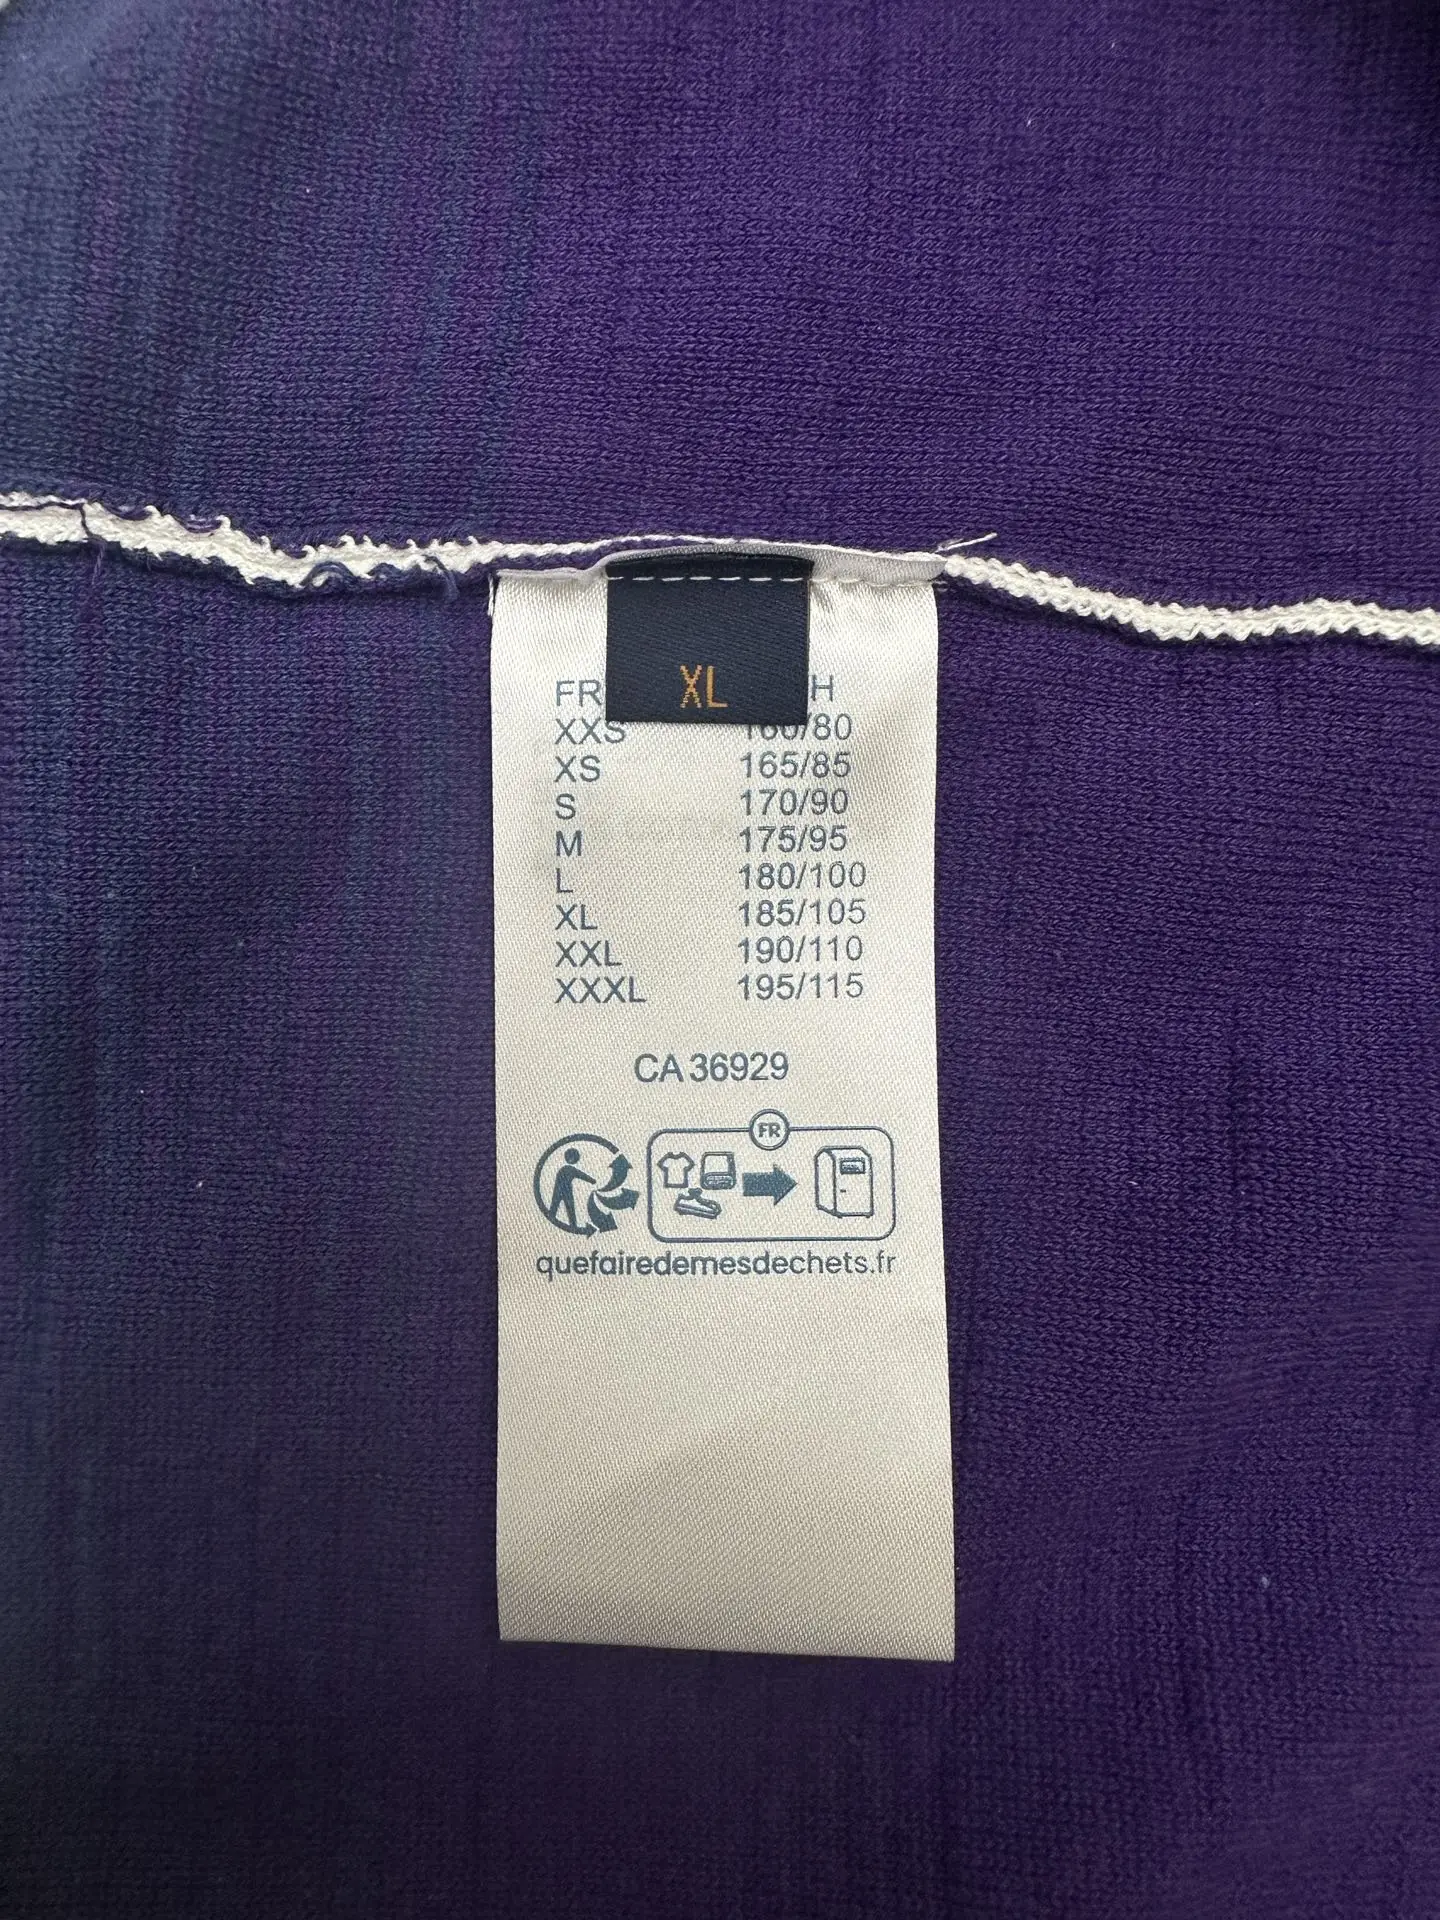 XL
FR
XXS /80
XS 165/85
S 170/90
M 175/95
L 180/100
XL 185/105
XXL 190/110
XXXL 195/115
CA 36929
FR
quefairedemesdechets.fr